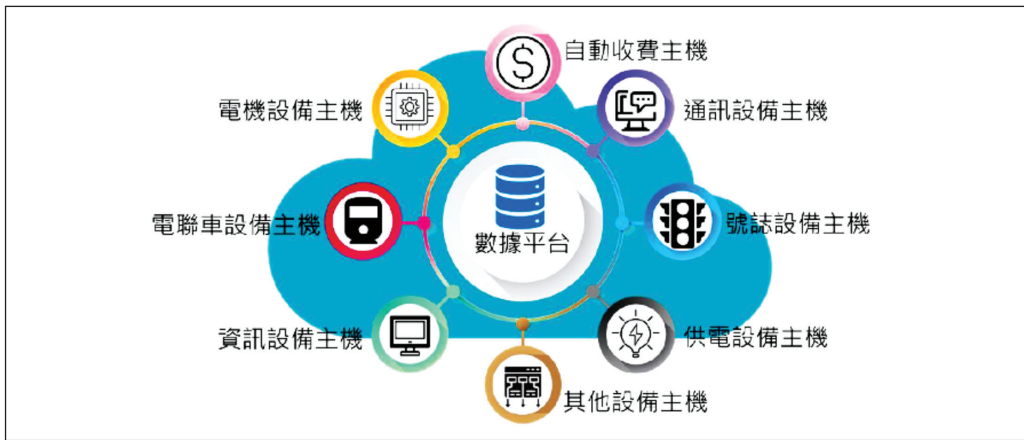 自動收費主機
電機設備主機
通訊設備主機
電聯車設備主機
數據平台
號誌設備主機
資訊設備主機
供電設備主機
其他設備主機